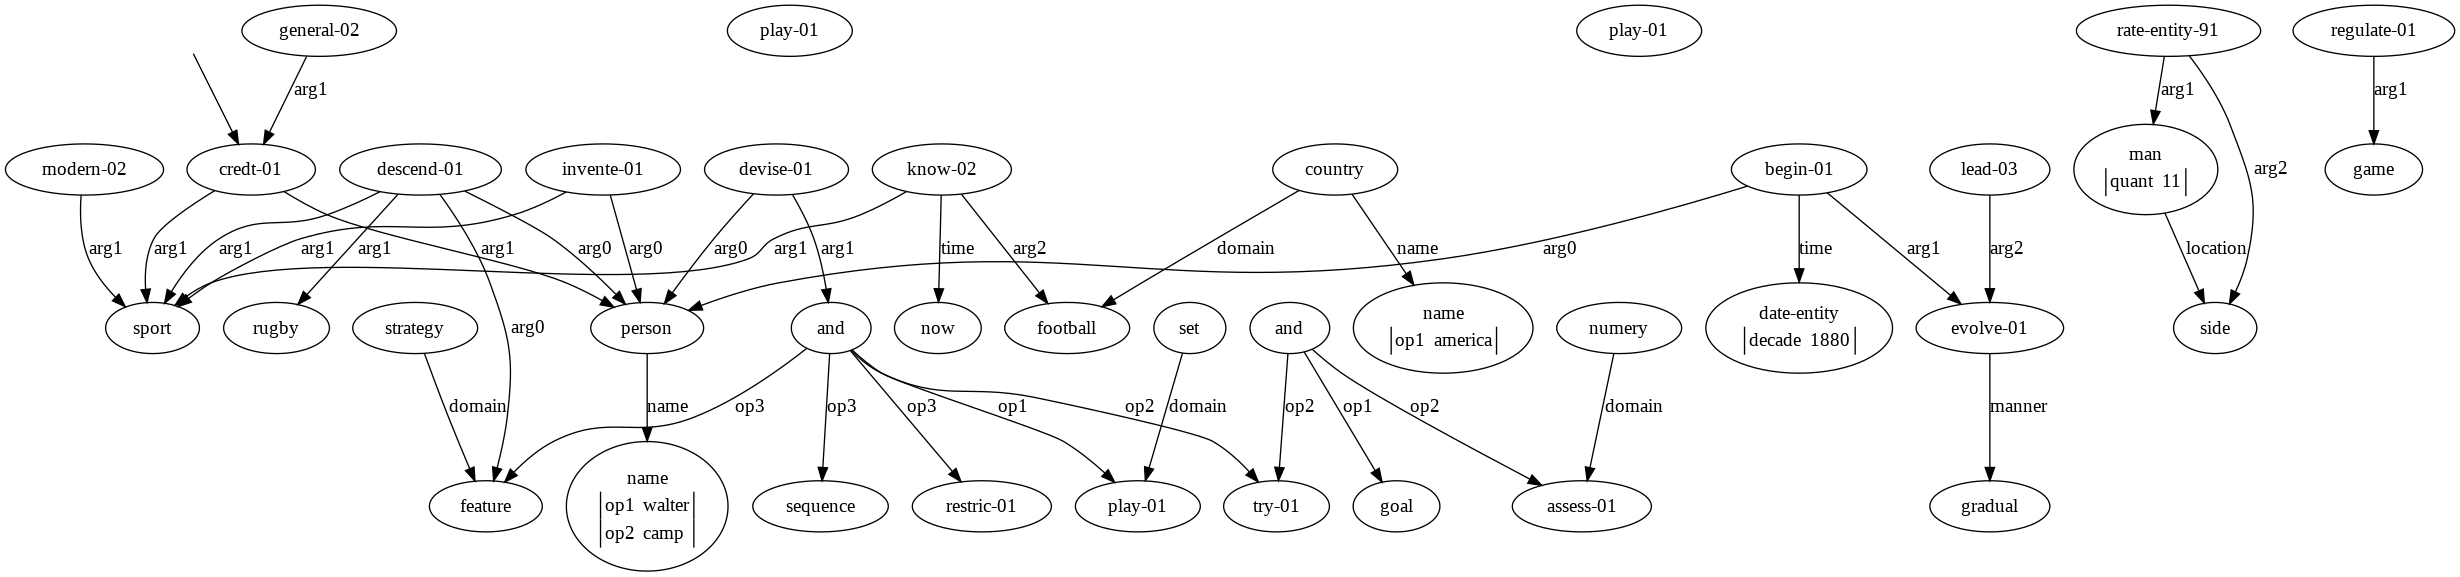 general-02
play-01
play-01
rate-entity-91
regulate-01
arg1
arg1
arg1
modern-02
credt-01
descend-01
invente-01
devise-01
know-02
country
begin-01
lead-03
man
quant 11
arg2
game
arg1
arg1
arg1
arg1
arg1
arg1
arg0
arg0
arg0
arg1
arg1
time
arg2
domain
name
arg0
time
arg1
arg2
location
sport
rugby
strategy
arg0
person
and
now
football
set
and
name
op1 america
numery
date-entity
decade 1880
evolve-01
side
domain
name
op3
op3
op3
op1
op2
domain
op2
op1
op2
domain
manner
feature
name
op1 walter
op2 camp
sequence
restric-01
play-01
try-01
goal
assess-01
gradual